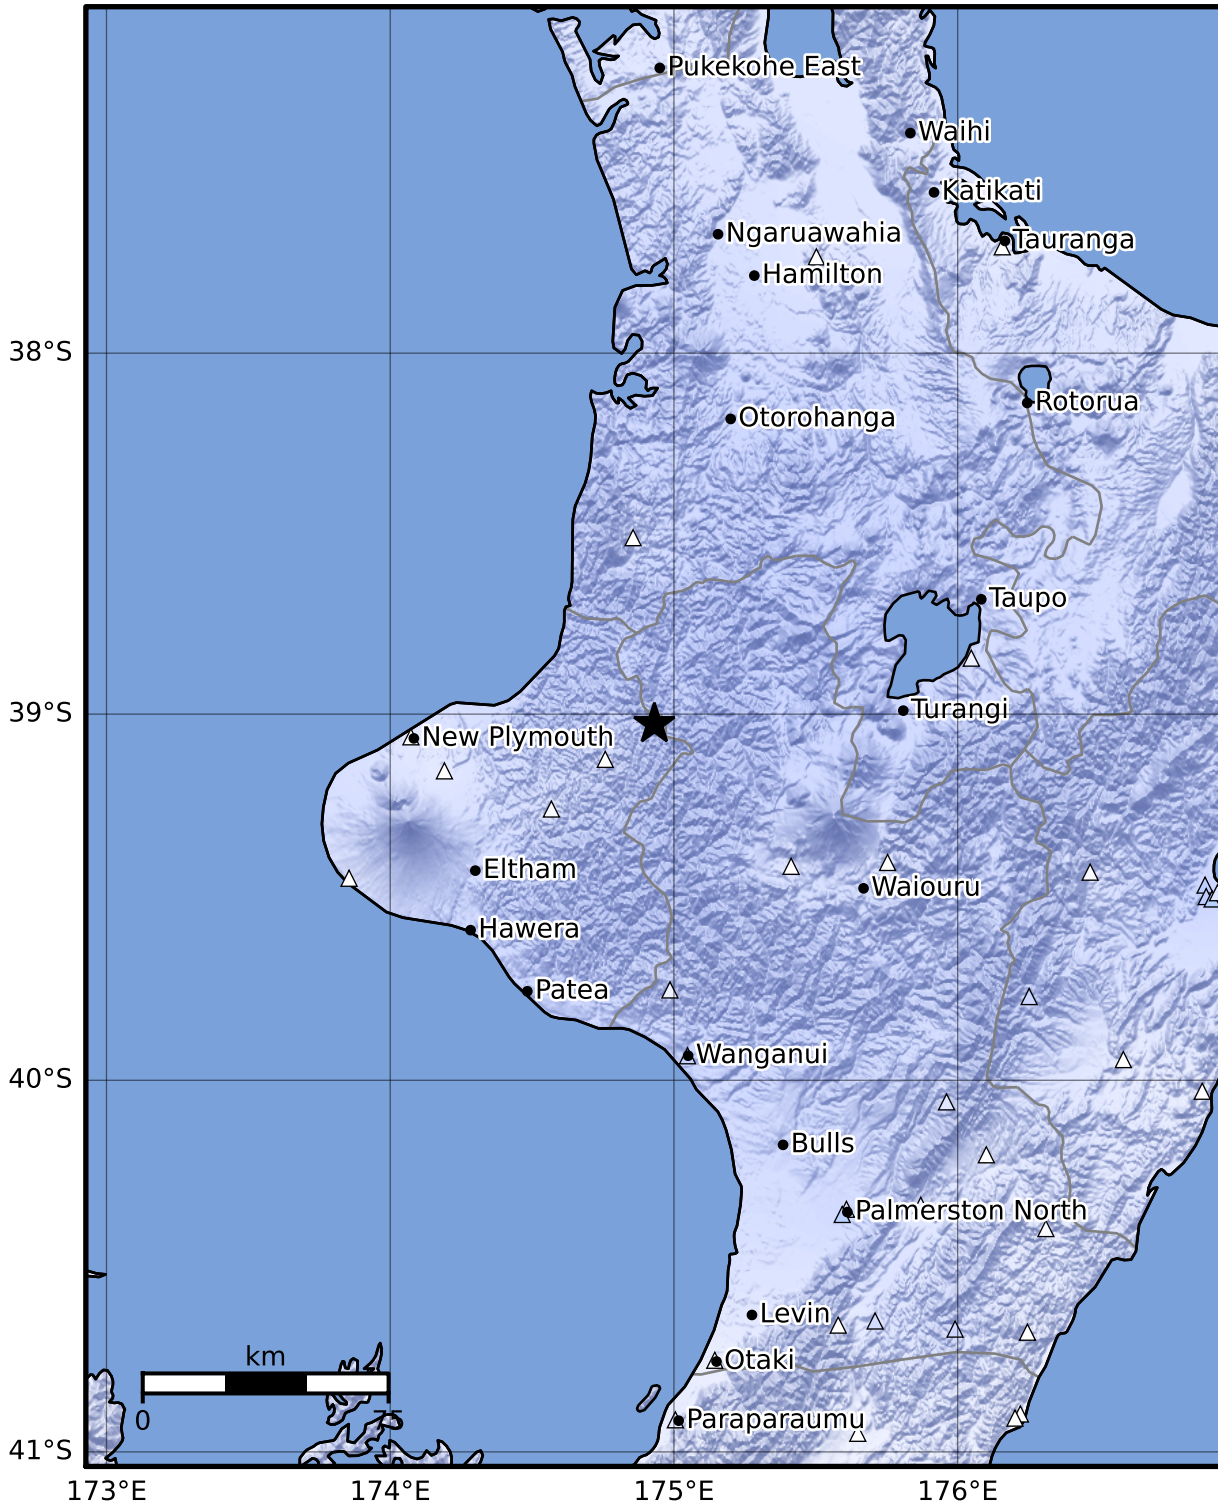 Pukekohe East
Waihi
Katikati
Ngaruawahia
Tauranga
Hamilton
38°S
Otorohanga
Rotorua
Taupo
39°S
Turangi
New Plymouth
Eltham
Waiouru
Hawera
Patea
Wanganui
40°S
Bulls
Palmerston North
Levin
km
Otaki
0
75
Paraparaumu
41°S
173°E
174°E
175°E
176°E